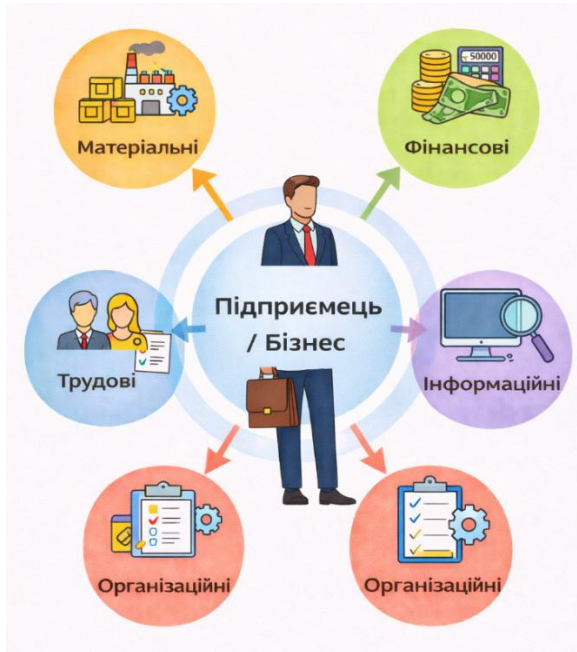 50000
Матеріальні
Фінансові
Підприємець
/ Бізнес
Трудові
Інформаційні
Організаційні
Організаційні